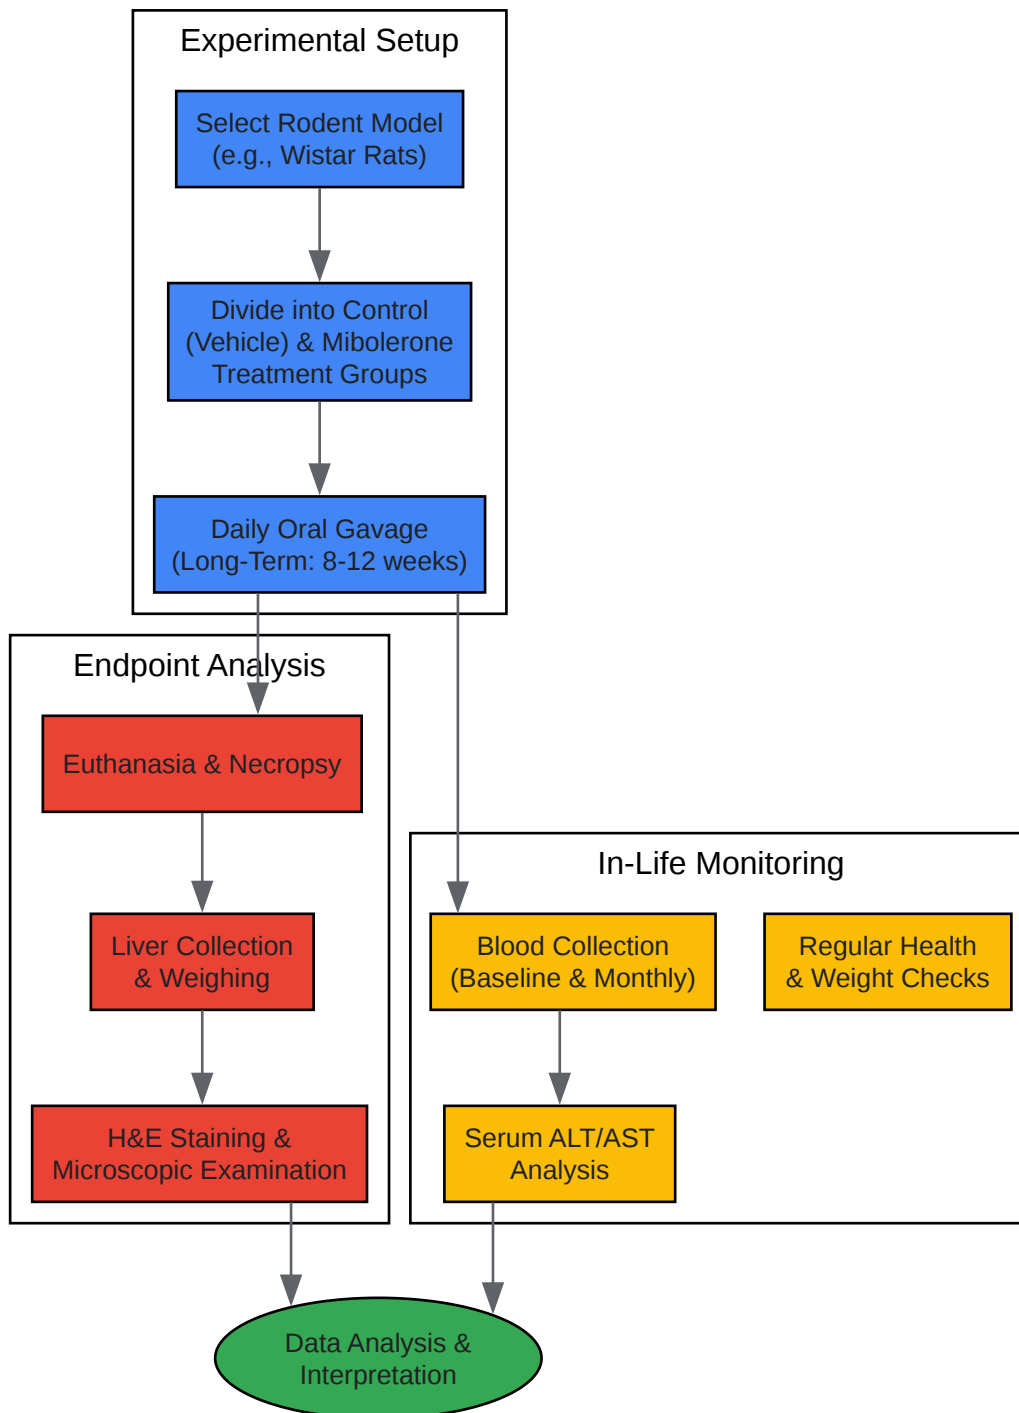 Experimental Setup
Select Rodent Model
(e.g., Wistar Rats)
Divide into Control
(Vehicle) & Mibolerone
Treatment Groups
Daily Oral Gavage
(Long-Term: 8-12 weeks)
Endpoint Analysis
Euthanasia & Necropsy
Liver Collection
& Weighing
H&E Staining &
Microscopic Examination
In-Life Monitoring
Blood Collection
(Baseline & Monthly)
Regular Health
& Weight Checks
Serum ALT/AST
Analysis
Data Analysis &
Interpretation